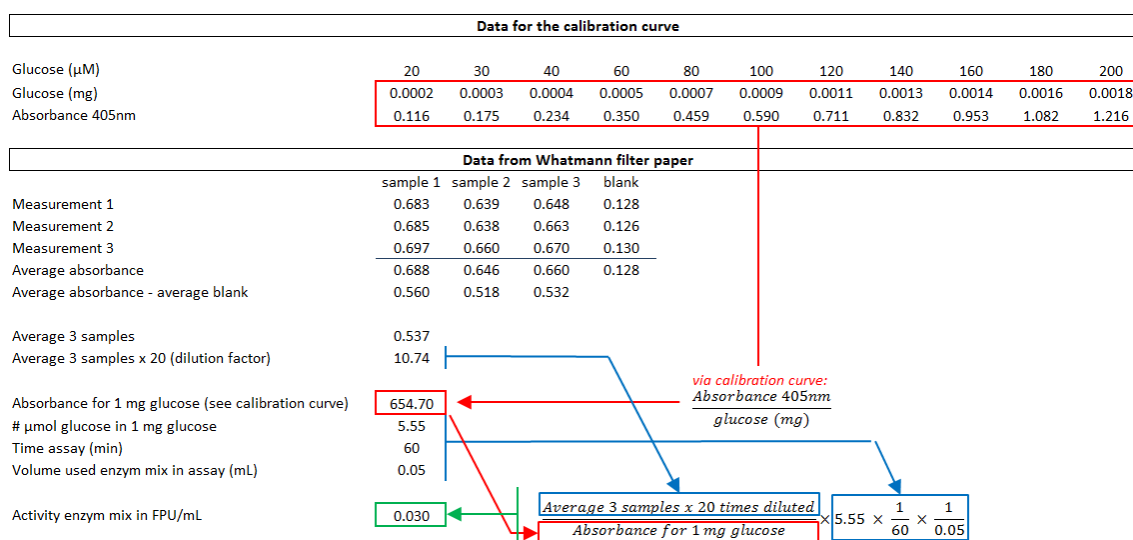 Data for the calibration curve
Glucose (µM) 20 30 40 60 80 100 120 140 160 180 200
Glucose (mg) 0.0002 0.0003 0.0004 0.0005 0.0007 0.0009 0.0011 0.0013 0.0014 0.0016 0.0018
Absorbance 405nm 0.116 0.175 0.234 0.350 0.459 0.590 0.711 0.832 0.953 1.082 1.216
Data from Whatmann filter paper
sample 1 sample 2 sample 3 blank
Measurement 1 0.683 0.639 0.648 0.128
Measurement 2 0.685 0.638 0.663 0.126
Measurement 3 0.697 0.660 0.670 0.130
Average absorbance 0.688 0.646 0.660 0.128
Average absorbance - average blank 0.560 0.518 0.532
Average 3 samples 0.537
Average 3 samples x 20 (dilution factor) 10.74
via calibration curve:
Absorbance 405nm
glucose (mg)
Absorbance for 1 mg glucose (see calibration curve) 654.70
# µmol glucose in 1 mg glucose 5.55
Time assay (min) 60
Volume used enzym mix in assay (mL) 0.05
Activity enzym mix in FPU/mL 0.030
Average 3 samples x 20 times diluted
Absorbance for 1 mg glucose
× 5.55 × 1/60 × 1/0.05